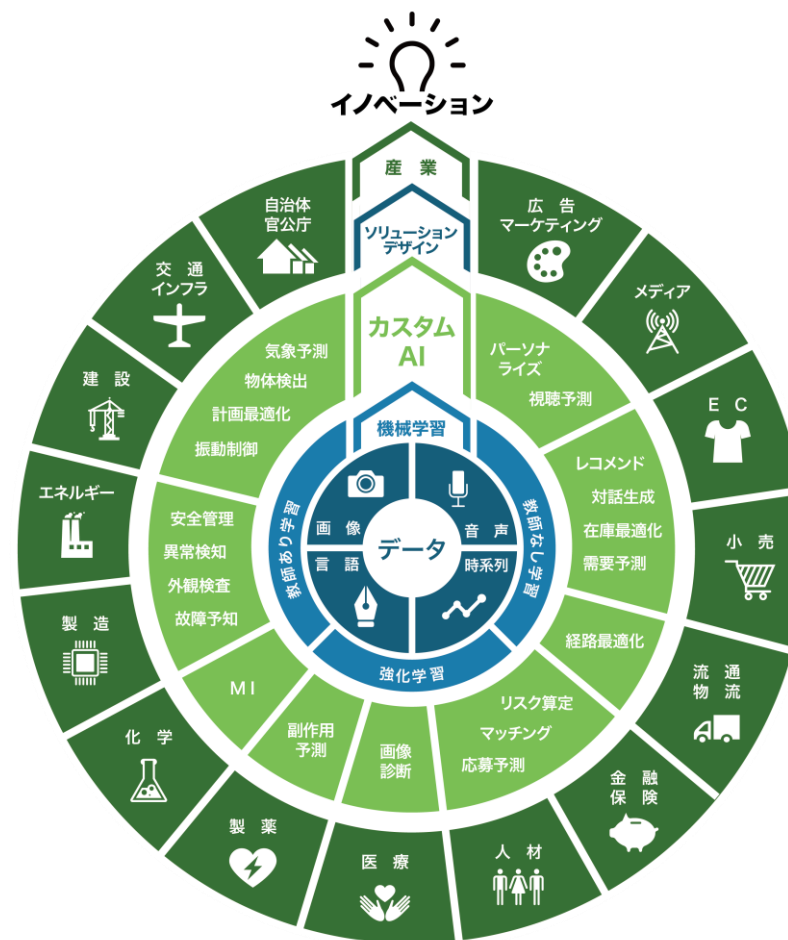 イノベーション
産 業
ソリューション
デザイン
カスタム
AI
機械学習
データ
画 像
音 声
言 語
時系列
教師あり学習
教師なし学習
強化学習
パーソナ
ライズ
視聴予測
レコメンド
対話生成
在庫最適化
需要予測
経路最適化
リスク算定
マッチング
応募予測
画像
診断
副作用
予測
MI
安全管理
異常検知
外観検査
故障予知
気象予測
物体検出
計画最適化
振動制御
広 告
マーケティング
メディア
E C
小 売
流 通
物 流
金 融
保 険
人 材
医 療
製 薬
化 学
製 造
エネルギー
建 設
交 通
インフラ
自治体
官公庁